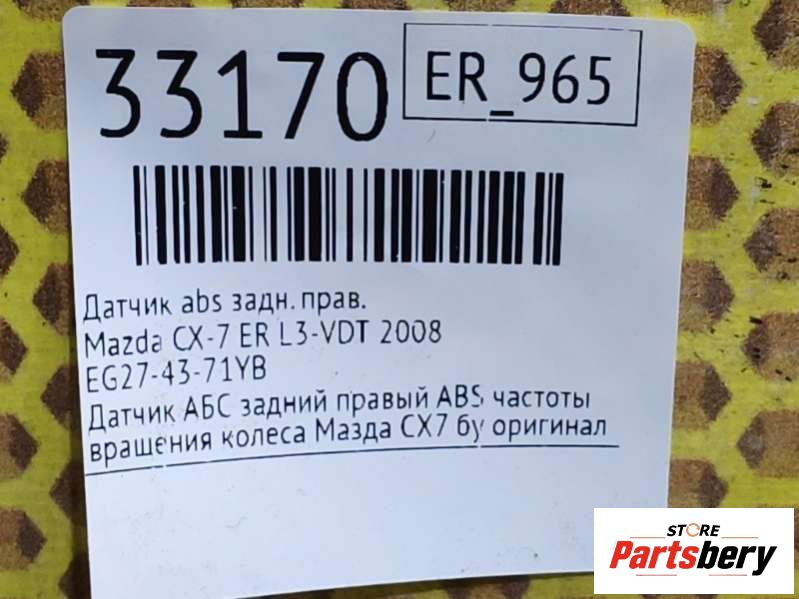 33170
ER_965
Датчик abs задн. прав.
Mazda CX-7 ER L3-VDT 2008
EG27-43-71YB
Датчик АБС задний правый ABS частоты
вращения колеса Мазда СХ7 бу оригинал
STORE
Partsbery